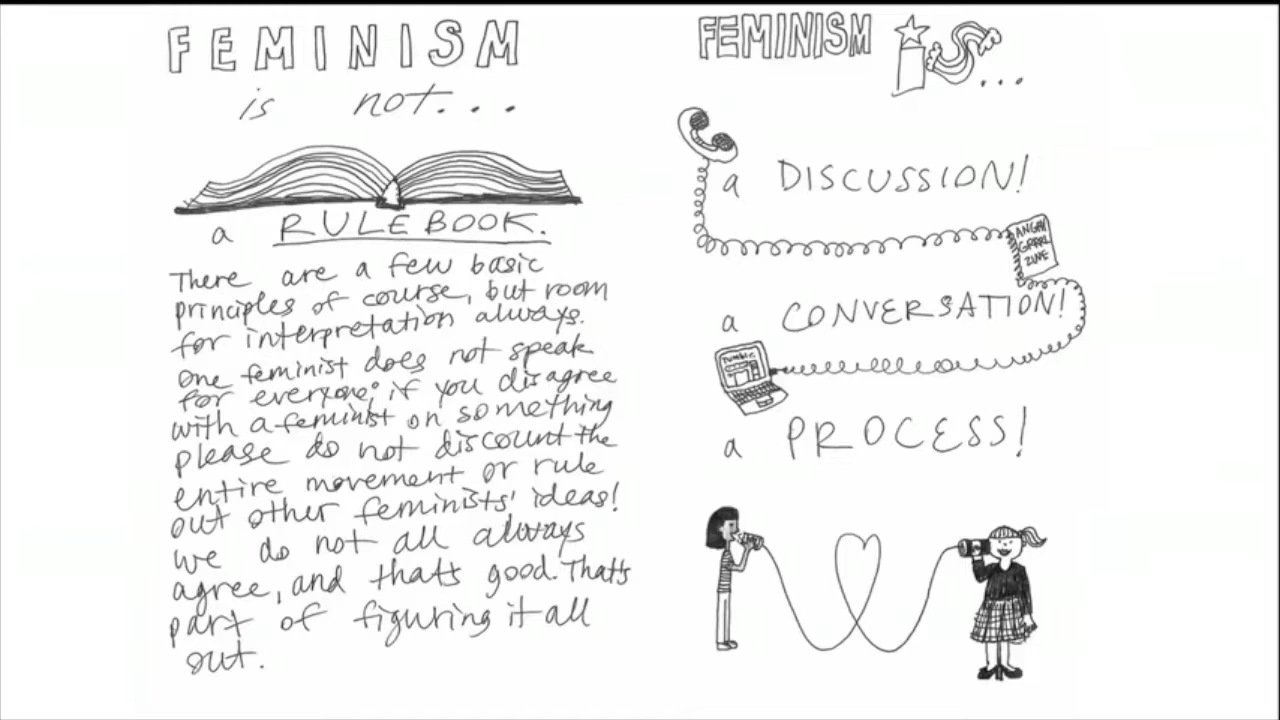 FEMINISM
is not...
a RULEBOOK.
There are a few basic
principles of course, but room
for interpretation always.
One feminist does not speak
for everyone; if you disagree
with a feminist on something
please do not discount the
entire movement or rule
out other feminists' ideas!
we do not all always
agree, and that's good. That's
part of figuring it all
out.
FEMINISM IS...
a DISCUSSION!
ANGRY
GRRRL
ZINE
a CONVERSATION!
tumblr.
a PROCESS!